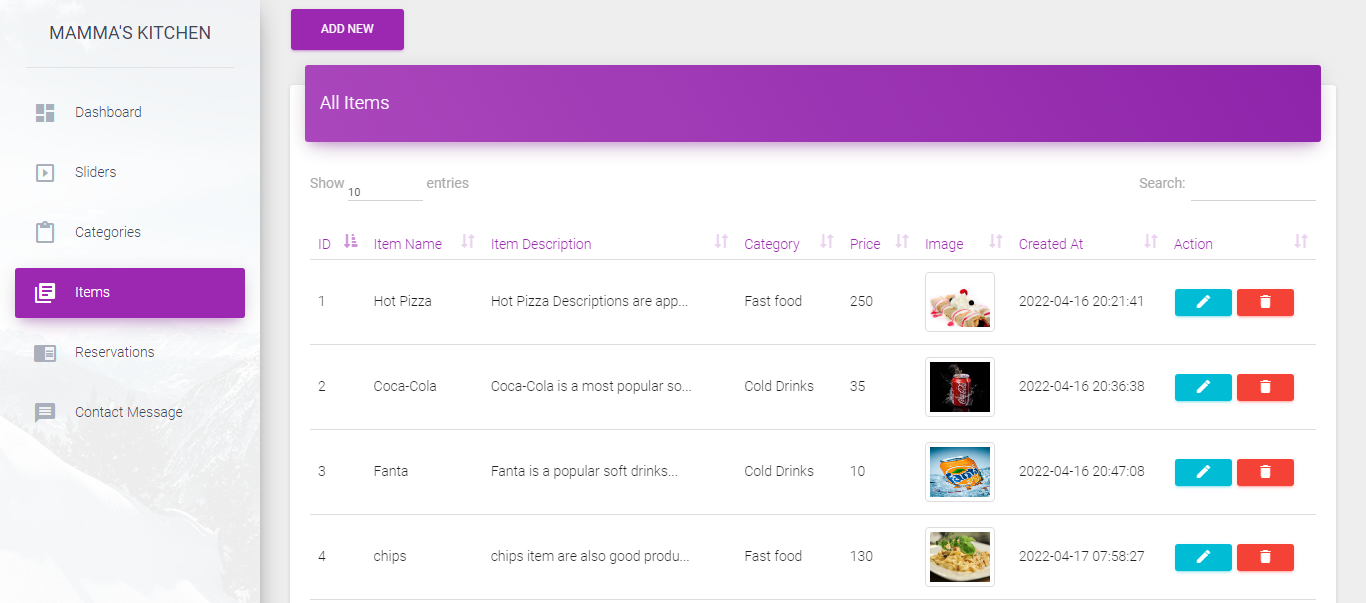 MAMMA'S KITCHEN
Dashboard
Sliders
Categories
Items
Reservations
Contact Message
ADD NEW
All Items
Show 10 entries
Search:
ID Item Name Item Description Category Price Image Created At Action
1 Hot Pizza Hot Pizza Descriptions are app... Fast food 250 2022-04-16 20:21:41
2 Coca-Cola Coca-Cola is a most popular so... Cold Drinks 35 2022-04-16 20:36:38
3 Fanta Fanta is a popular soft drinks... Cold Drinks 10 Fanta 2022-04-16 20:47:08
4 chips chips item are also good produ... Fast food 130 2022-04-17 07:58:27